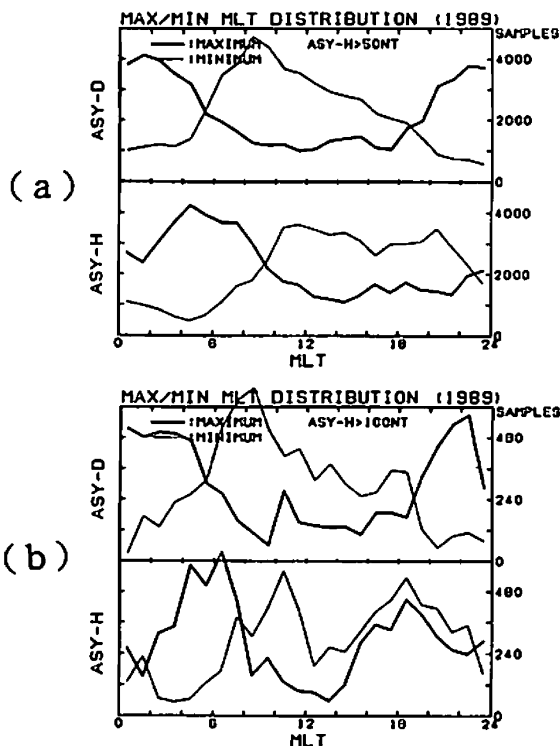 MAX/MIN MLT DISTRIBUTION (1989)
SAMPLES
:MAXIMUM ASY-H>50NT
:MINIMUM
ASY-D
4000
2000
0
(a)
ASY-H
4000
2000
0
0 6 12 18 24
MLT
MAX/MIN MLT DISTRIBUTION (1989)
SAMPLES
:MAXIMUM ASY-H>100NT
:MINIMUM
ASY-D
480
240
0
(b)
ASY-H
480
240
0 6 12 18 24
MLT